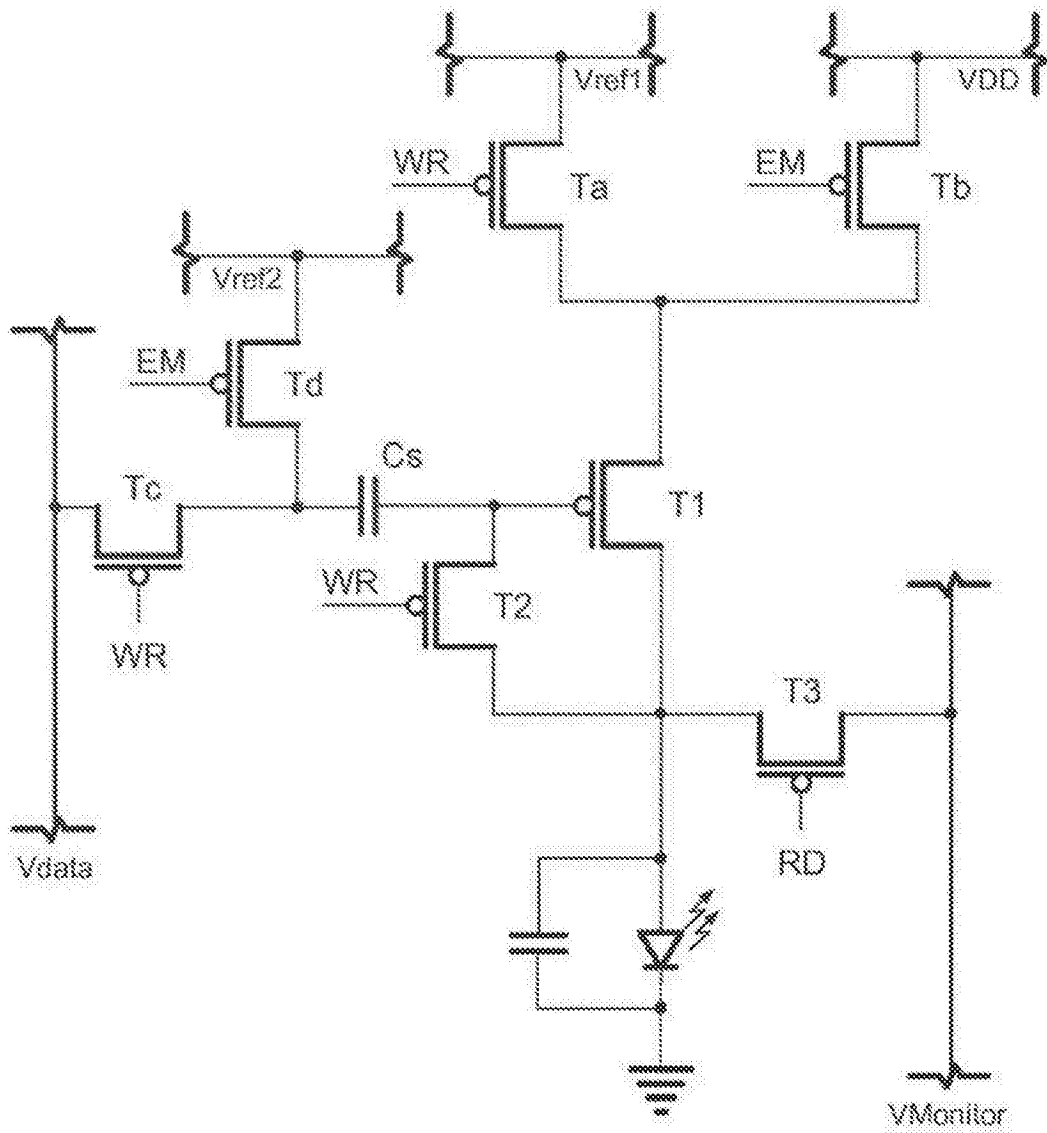 Vref1
VDD
WR
Ta
EM
Tb
Vref2
EM
Td
Cs
Tc
T1
WR
T2
WR
T3
RD
Vdata
VMonitor